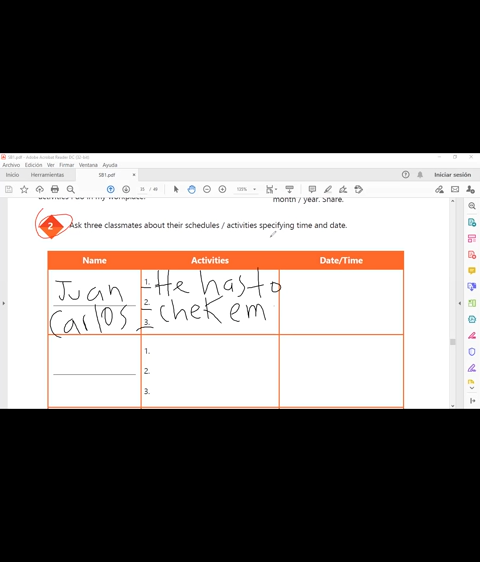 SB1.pdf - Adobe Acrobat Reader DC (32-bit)
Archivo Edición Ver Firmar Ventana Ayuda
Inicio Herramientas SB1.pdf × Iniciar sesión
35 / 49 138%
activities I do in my workplace. month / year. Share.
2 Ask three classmates about their schedules / activities specifying time and date.
Name Activities Date/Time
Juan 1. He has to
Carlos 2. chek em
3.
1.
2.
3.